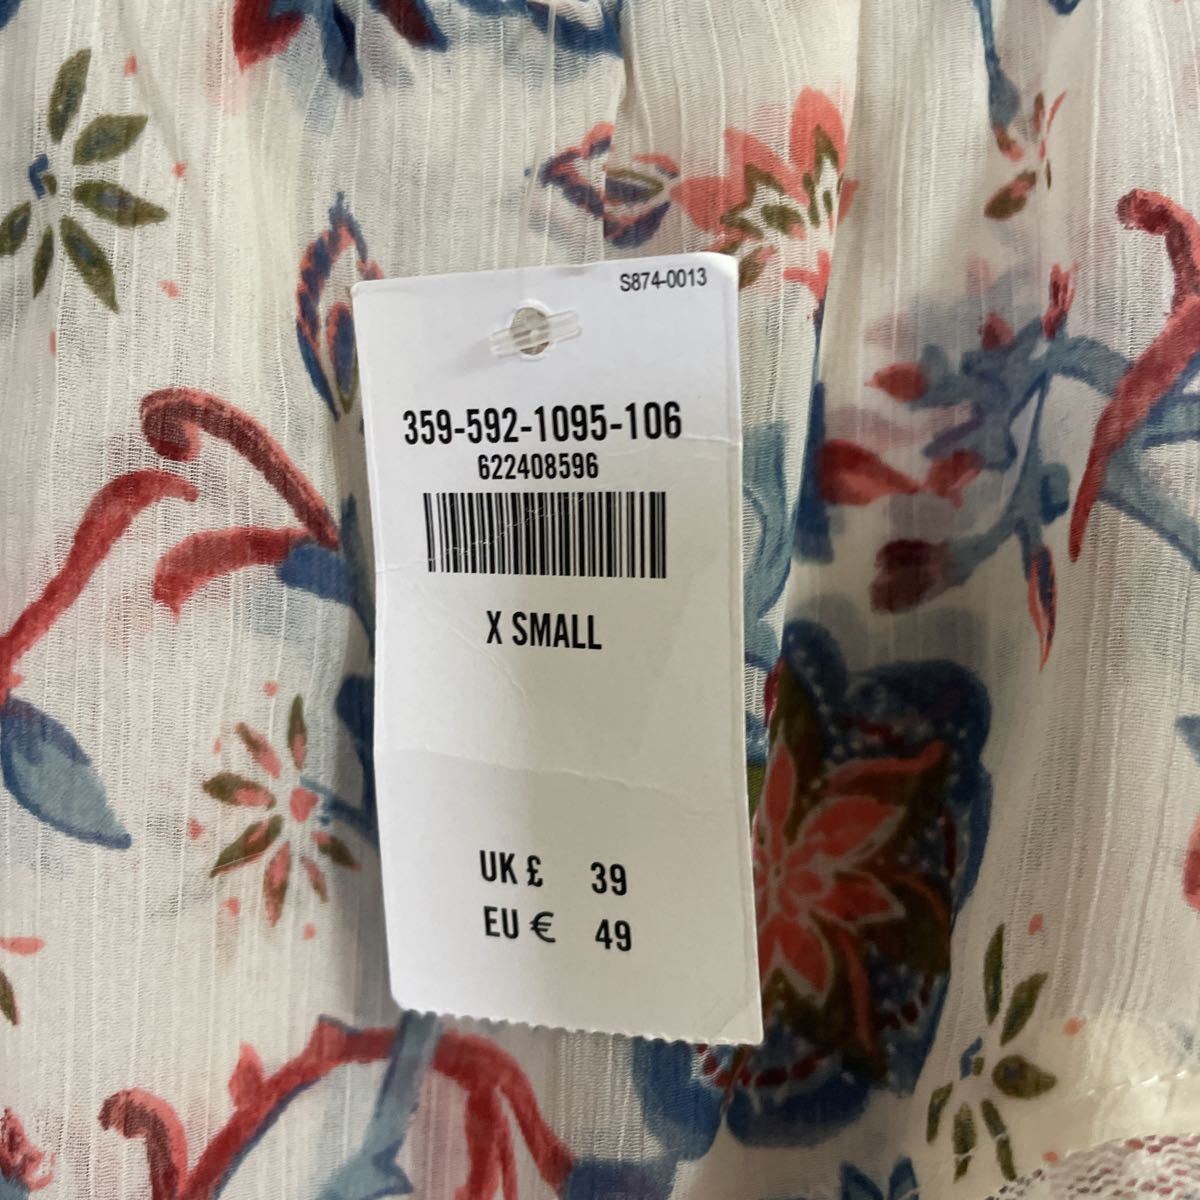 S874-0013
359-592-1095-106
622408596
X SMALL
UK £ 39
EU € 49